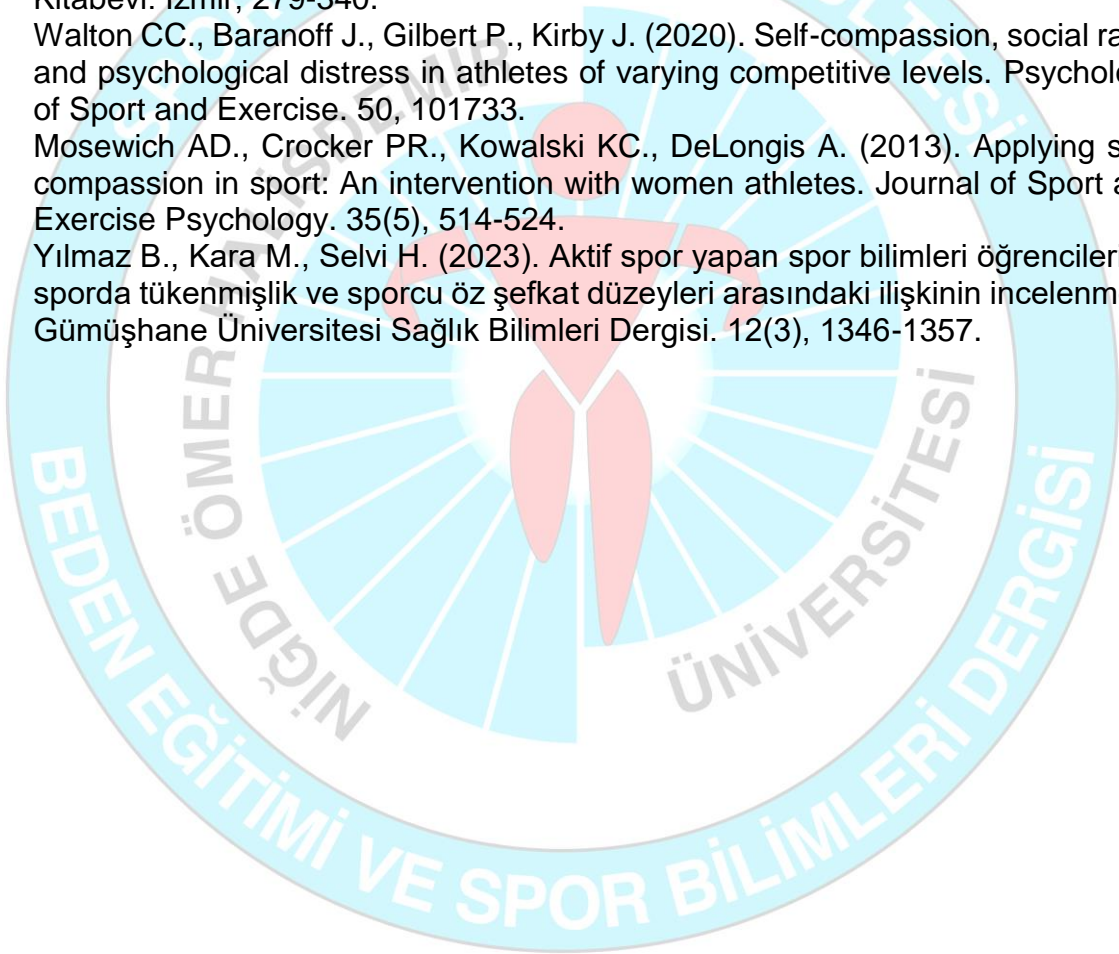 Kitabevi. İzmir, 279-340.
Walton CC., Baranoff J., Gilbert P., Kirby J. (2020). Self-compassion, social
and psychological distress in athletes of varying competitive levels.
of Sport and Exercise. 50, 101733.
Mosewich AD., Crocker PR., Kowalski KC., DeLongis A. (2013). Applying
compassion in sport: An intervention with women athletes. Journal of Sport
Exercise Psychology. 35(5), 514-524.
Yılmaz B., Kara M., Selvi H. (2023). Aktif spor yapan spor bilimleri
sporda tükenmişlik ve sporcu öz şefkat düzeyleri arasındaki ilişkinin
Gümüşhane Üniversitesi Sağlık Bilimleri Dergisi. 12(3), 1346-1357.
NİĞDE ÖMER HALİSDEMİR
ÜNİVERSİTESİ
BEDEN EĞİTİMİ VE SPOR BİLİMLERİ DERGİSİ